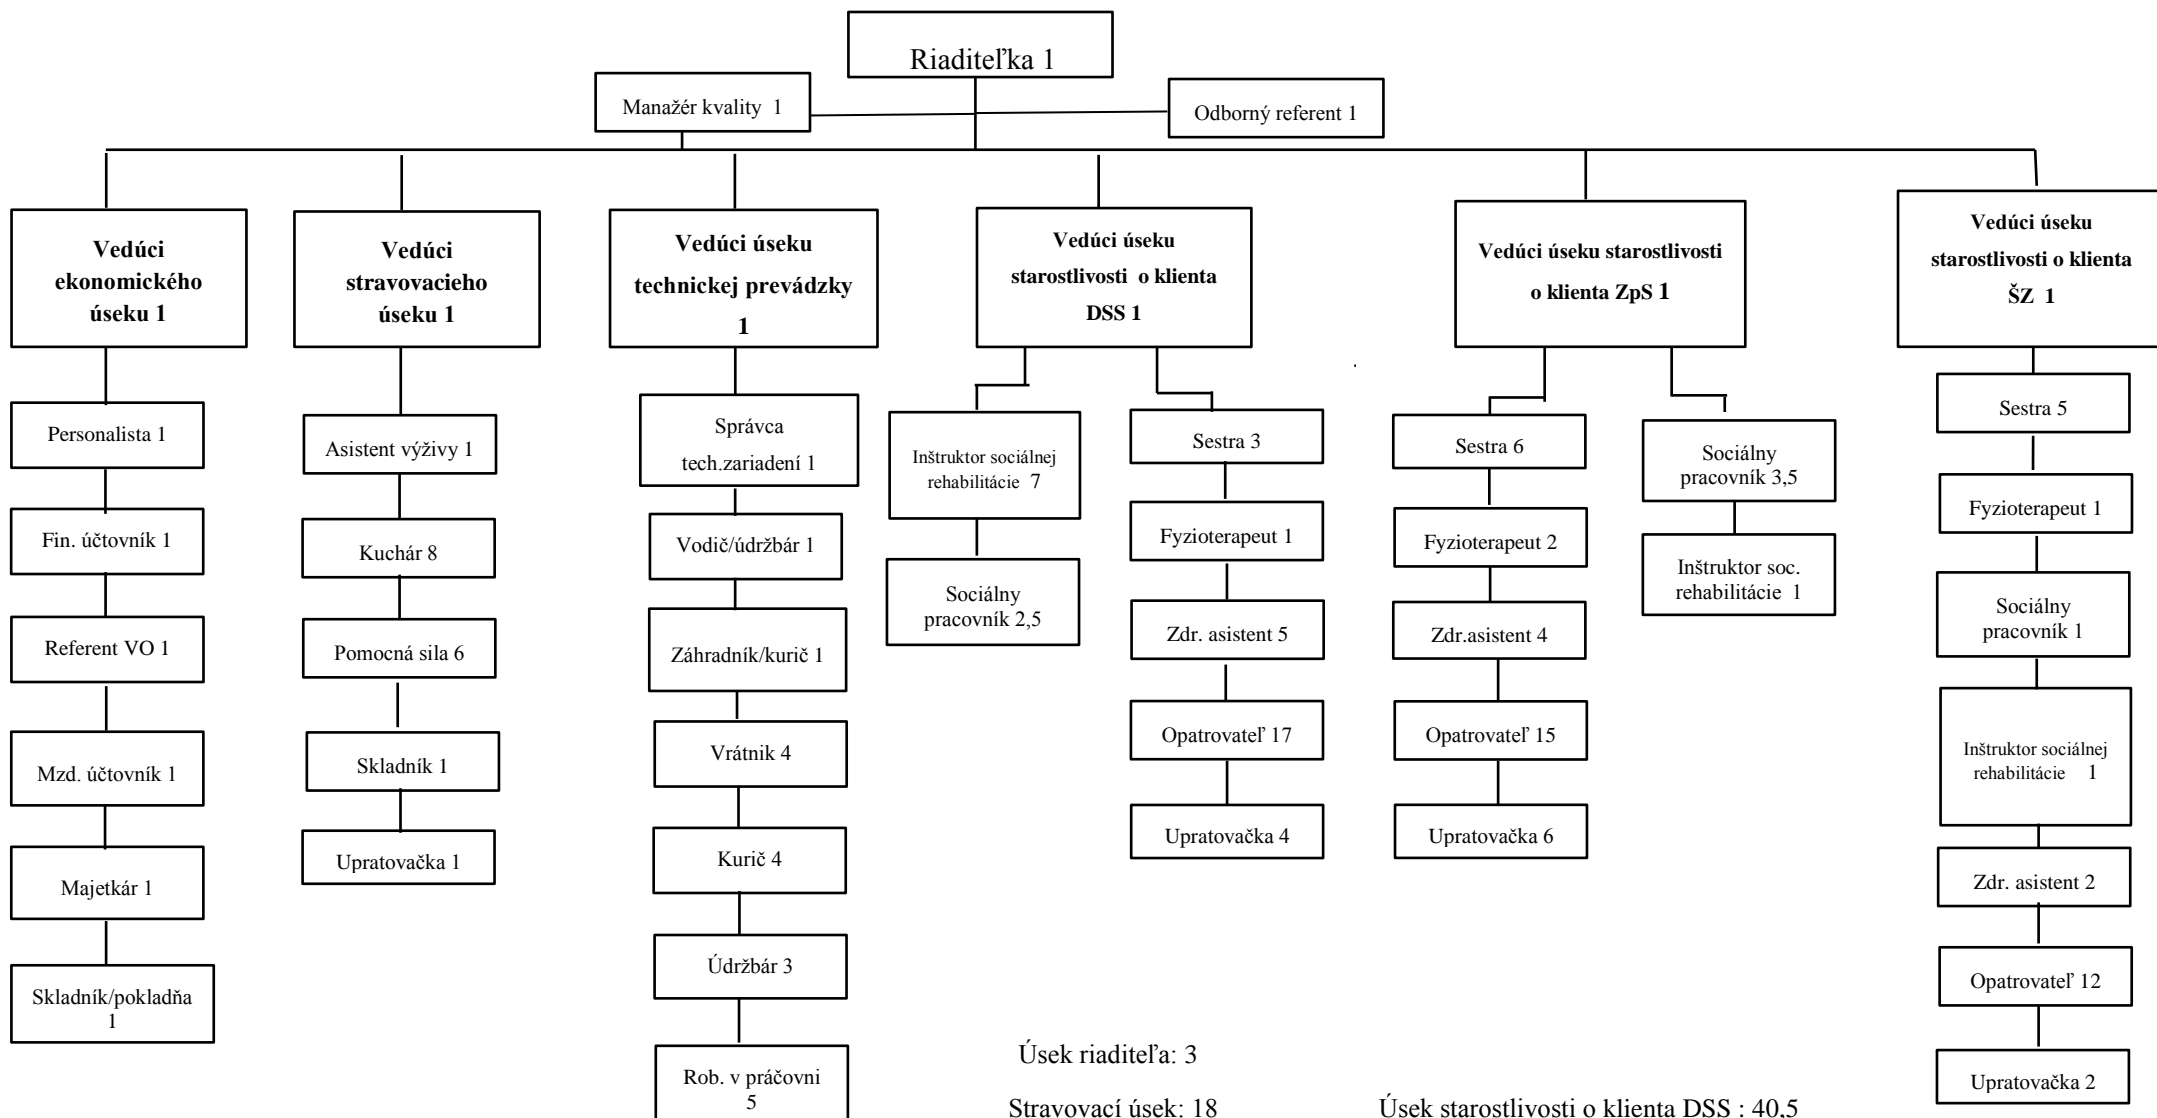 Riaditeľka 1
Manažér kvality 1
Odborný referent 1
Vedúci
ekonomického
úseku 1
Personalista 1
Fin. účtovník 1
Referent VO 1
Mzd. účtovník 1
Majetkár 1
Skladník/pokladňa
1
Vedúci
stravovacieho
úseku 1
Asistent výživy 1
Kuchár 8
Pomocná sila 6
Skladník 1
Upratovačka 1
Vedúci úseku
technickej prevádzky
1
Správca
tech.zariadení 1
Vodič/údržbár 1
Záhradník/kurič 1
Vrátnik 4
Kurič 4
Údržbár 3
Rob. v práčovni
5
Vedúci úseku
starostlivosti o klienta
DSS 1
Inštruktor sociálnej
rehabilitácie 7
Sociálny
pracovník 2,5
Sestra 3
Fyzioterapeut 1
Zdr. asistent 5
Opatrovateľ 17
Upratovačka 4
Vedúci úseku starostlivosti
o klienta ZpS 1
Sestra 6
Fyzioterapeut 2
Zdr.asistent 4
Opatrovateľ 15
Upratovačka 6
Sociálny
pracovník 3,5
Inštruktor soc.
rehabilitácie 1
Vedúci úseku
starostlivosti o klienta
ŠZ 1
Sestra 5
Fyzioterapeut 1
Sociálny
pracovník 1
Inštruktor sociálnej
rehabilitácie 1
Zdr. asistent 2
Opatrovateľ 12
Upratovačka 2
Úsek riaditeľa: 3
Stravovací úsek: 18
Úsek starostlivosti o klienta DSS : 40,5